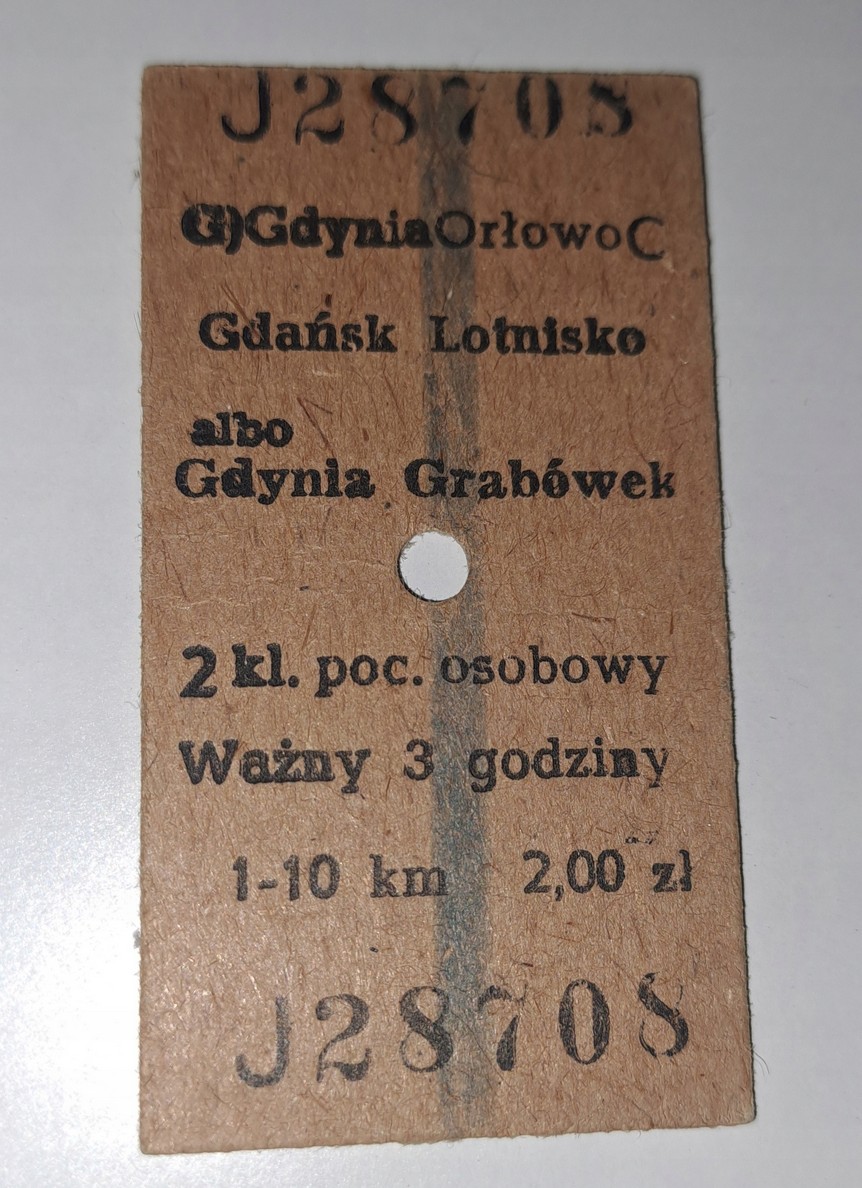 J28708
G)GdyniaOrłowoC
Gdańsk Lotnisko
albo
Gdynia Grabówek
2 kl. poc. osobowy
Ważny 3 godziny
1-10 km 2,00 zł
J28708